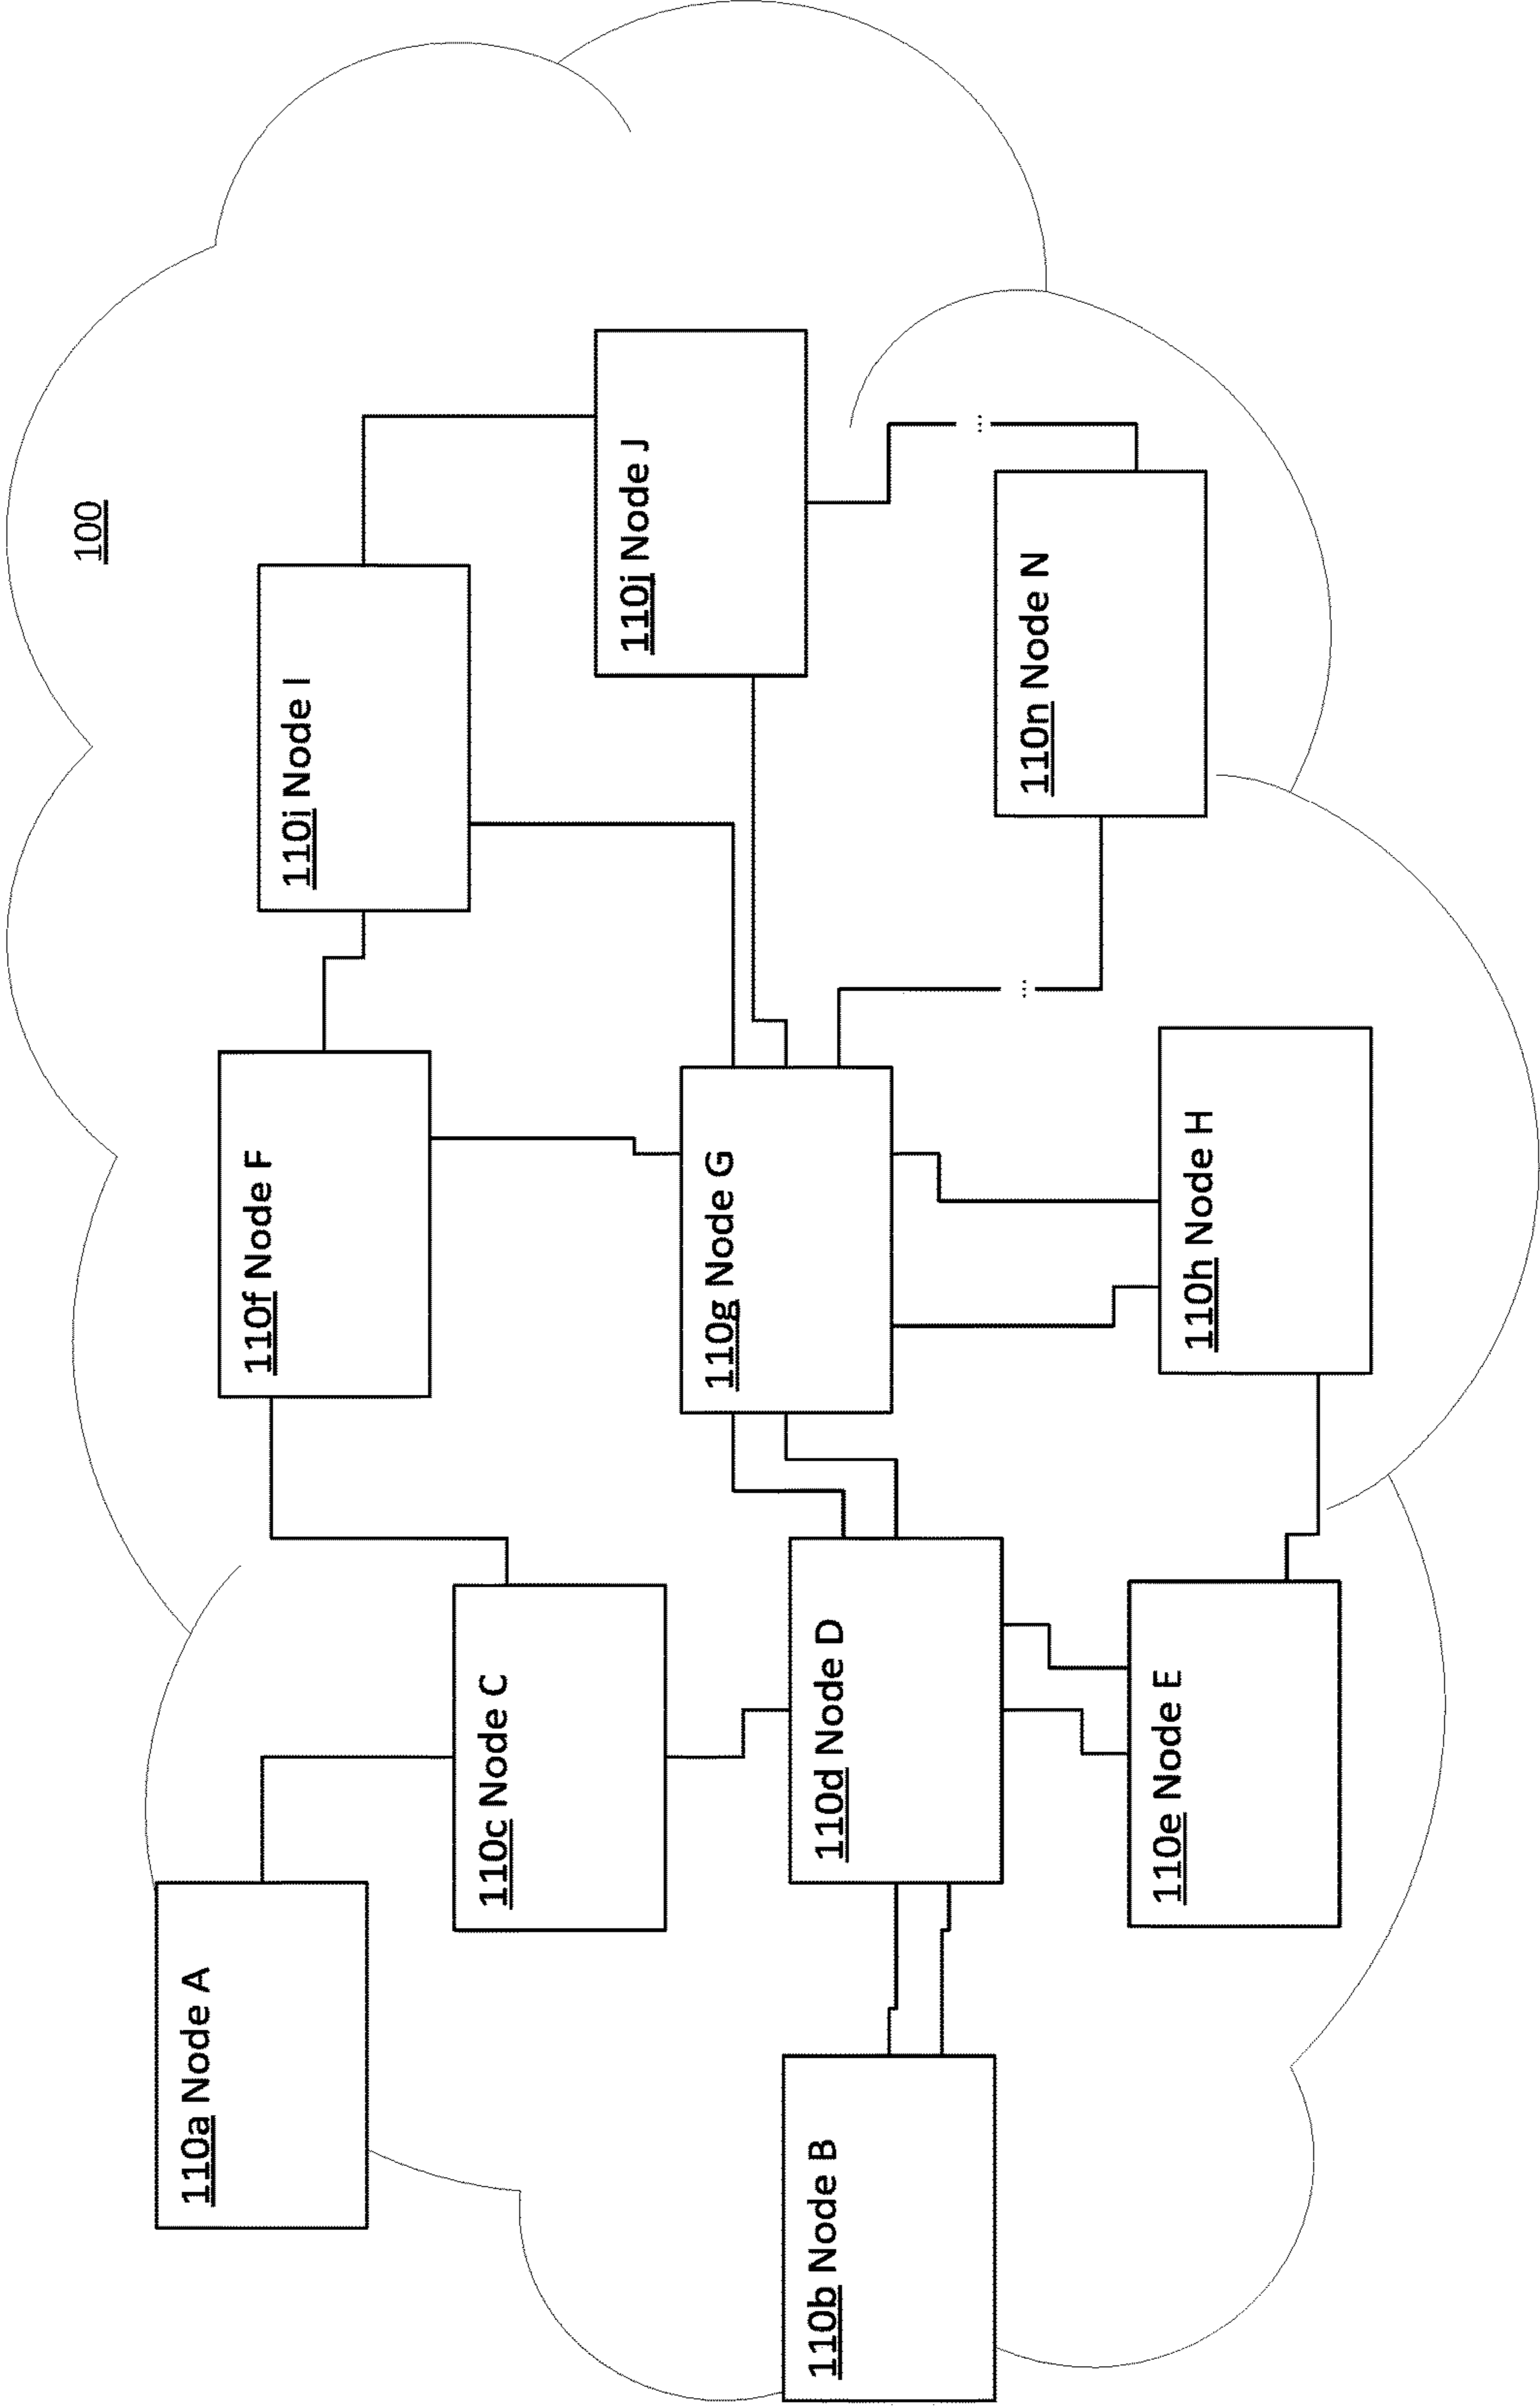 100
110a Node A
110f Node F
110i Node I
110c Node C
110j Node J
110g Node G
...
110b Node B
110d Node D
...
110n Node N
110e Node E
110h Node H